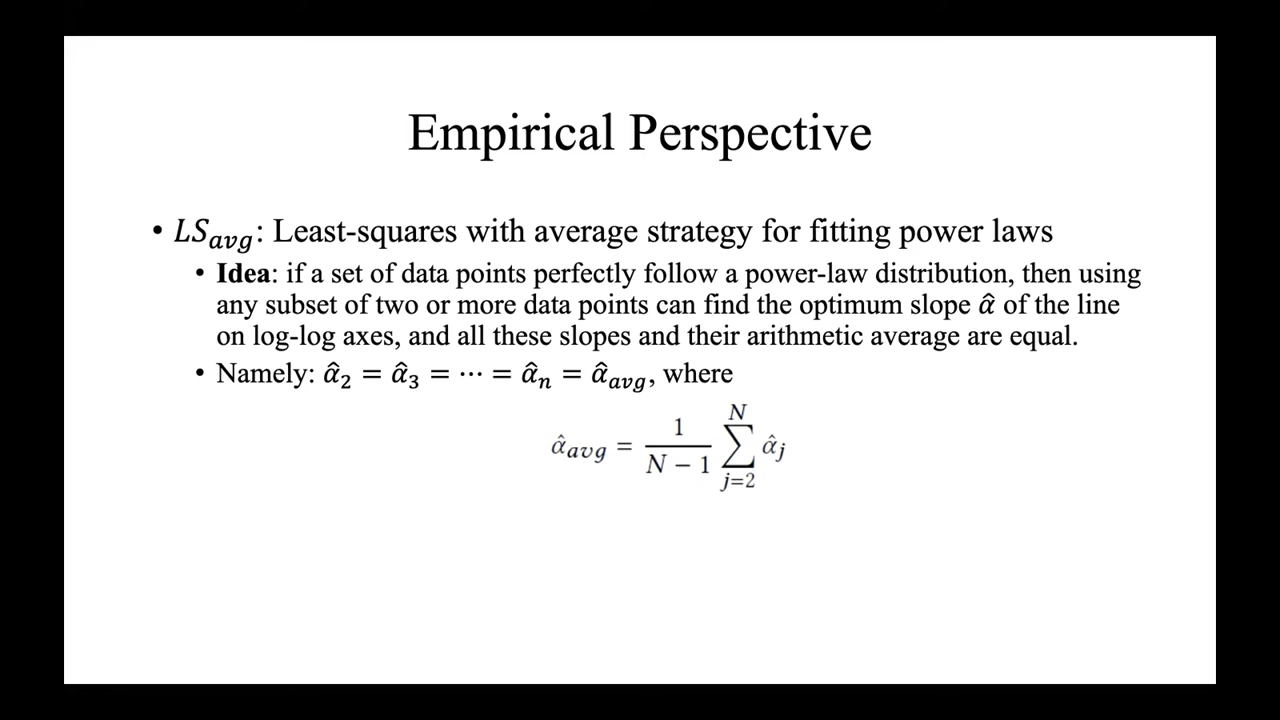 Empirical Perspective
• LS_avg: Least-squares with average strategy for fitting power laws
• Idea: if a set of data points perfectly follow a power-law distribution, then using
any subset of two or more data points can find the optimum slope α̂ of the line
on log-log axes, and all these slopes and their arithmetic average are equal.
• Namely: α̂₂ = α̂₃ = ⋯ = α̂ₙ = α̂_avg, where
α̂_avg = 1/(N − 1) ∑_{j=2}^{N} α̂_j